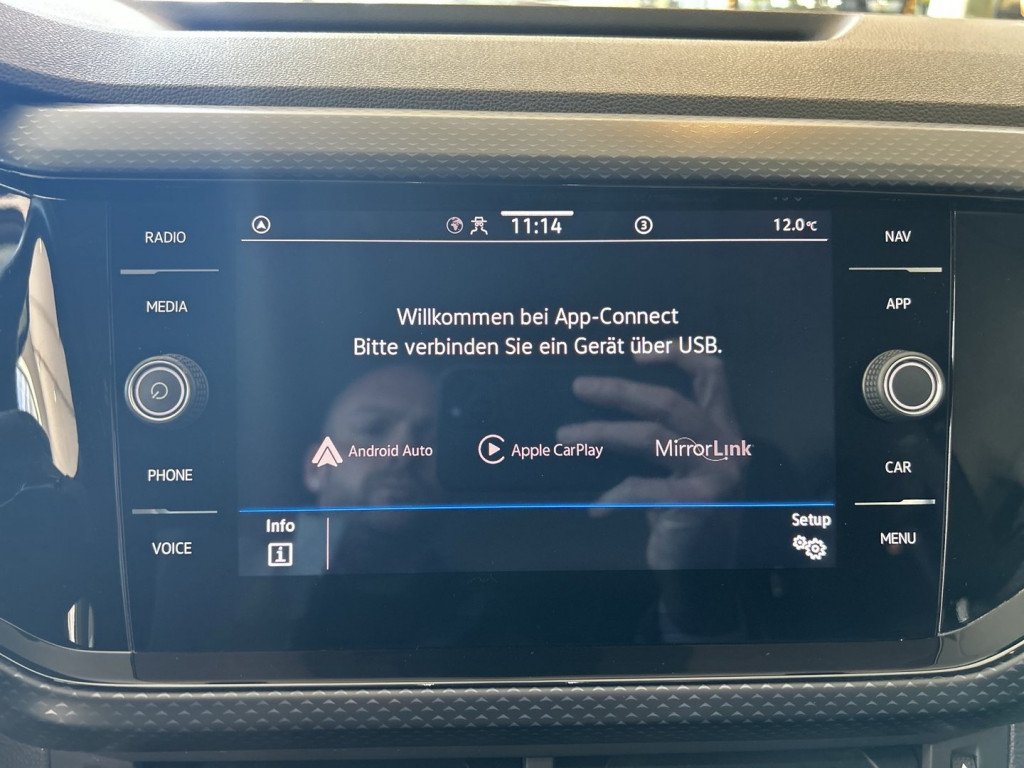 RADIO
MEDIA
PHONE
VOICE
11:14
3
12.0°C
Willkommen bei App-Connect
Bitte verbinden Sie ein Gerät über USB.
Android Auto
Apple CarPlay
MirrorLink
Info
i
Setup
NAV
APP
CAR
MENU